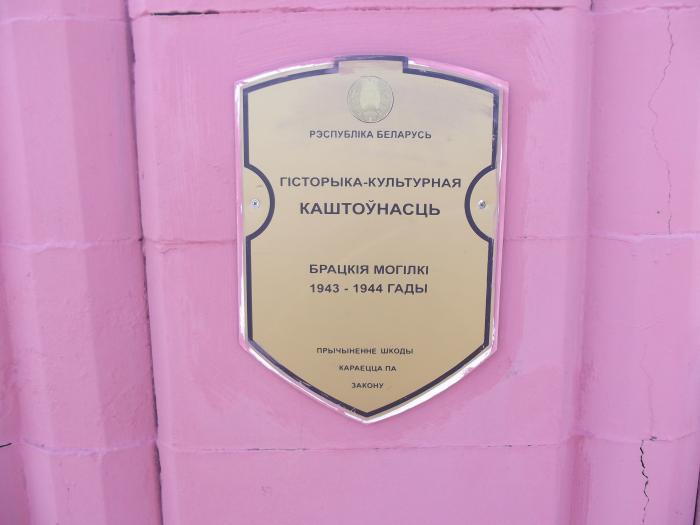 РЭСПУБЛІКА БЕЛАРУСЬ
ГІСТОРЫКА-КУЛЬТУРНАЯ
КАШТОЎНАСЦЬ
БРАЦКІЯ МОГІЛКІ
1943 - 1944 ГАДЫ
ПРЫЧЫНЕННЕ ШКОДЫ
КАРАЕЦЦА ПА
ЗАКОНУ